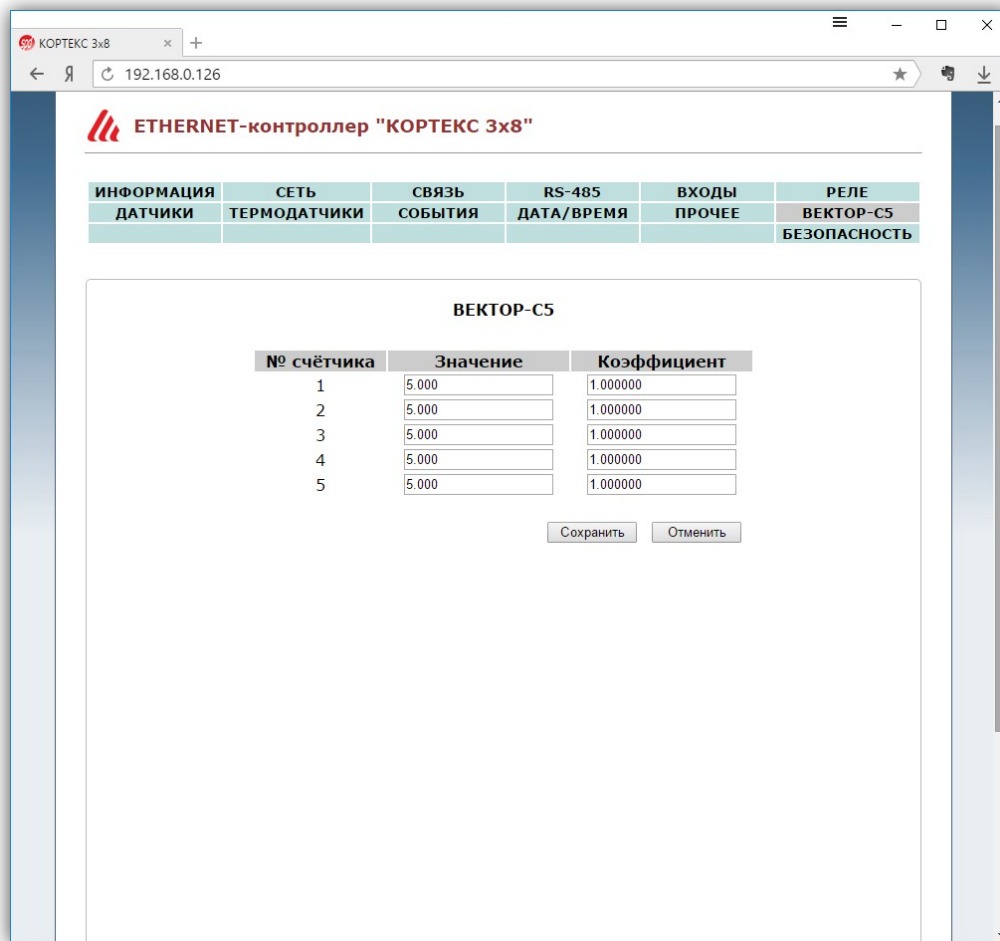 КОРТЕКС 3x8
192.168.0.126
ETHERNET-контроллер "КОРТЕКС 3x8"
ИНФОРМАЦИЯ СЕТЬ СВЯЗЬ RS-485 ВХОДЫ РЕЛЕ
ДАТЧИКИ ТЕРМОДАТЧИКИ СОБЫТИЯ ДАТА/ВРЕМЯ ПРОЧЕЕ ВЕКТОР-С5
БЕЗОПАСНОСТЬ
ВЕКТОР-С5
№ счётчика Значение Коэффициент
1 5.000 1.000000
2 5.000 1.000000
3 5.000 1.000000
4 5.000 1.000000
5 5.000 1.000000
Сохранить Отменить